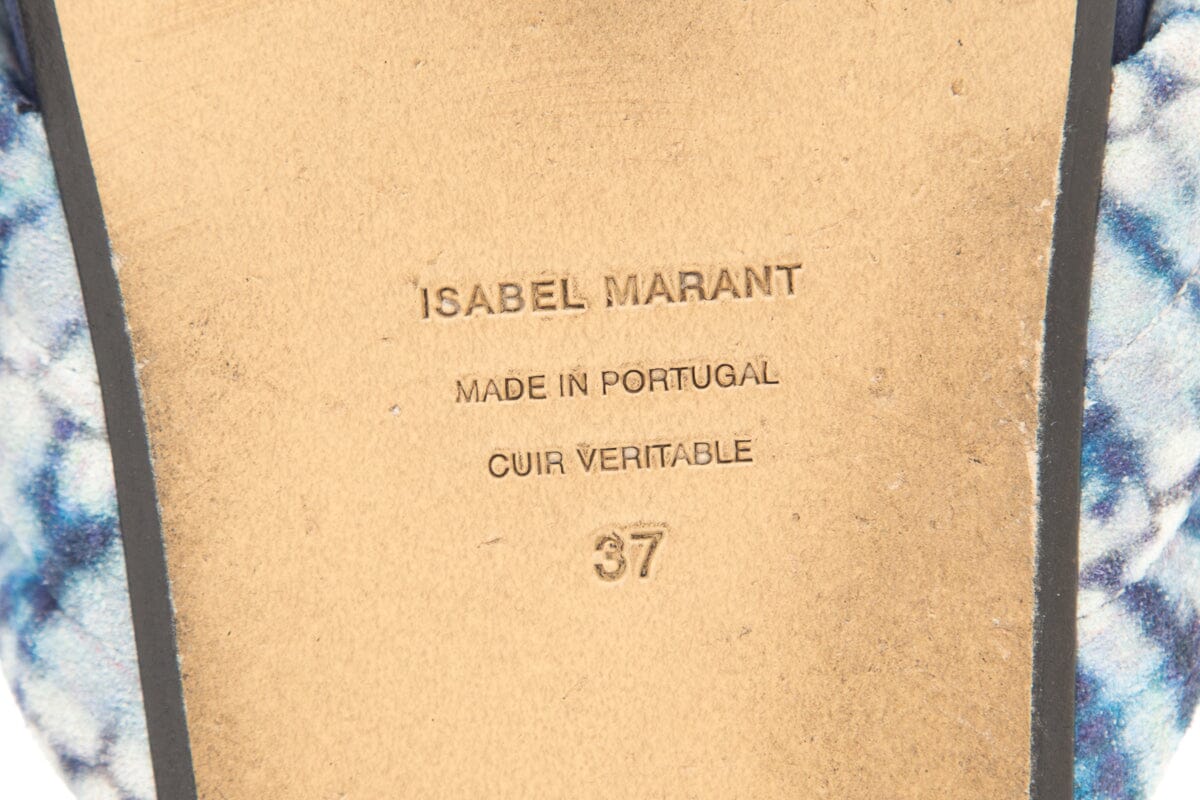 ISABEL MARANT
MADE IN PORTUGAL
CUIR VERITABLE
37